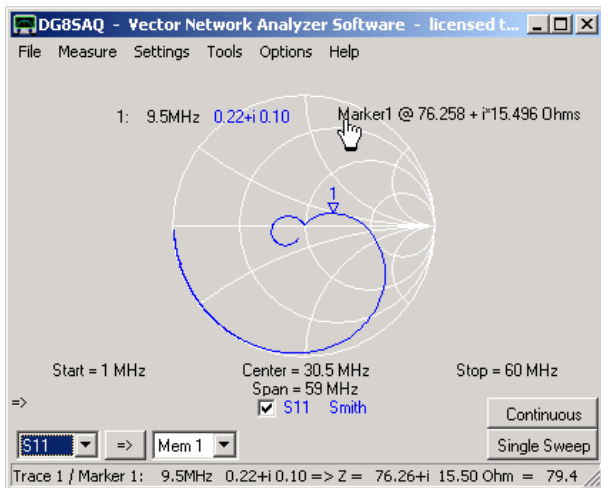 DG8SAQ - Vector Network Analyzer Software - licensed t...
File Measure Settings Tools Options Help
1: 9.5MHz 0.22+i 0.10 Marker1 @ 76.258 + i*15.496 Ohms
1
Start = 1 MHz Center = 30.5 MHz Stop = 60 MHz
Span = 59 MHz
=> S11 Smith
Continuous
S11 => Mem 1 Single Sweep
Trace 1 / Marker 1: 9.5MHz 0.22+i 0.10 => Z = 76.26+i 15.50 Ohm = 79.4